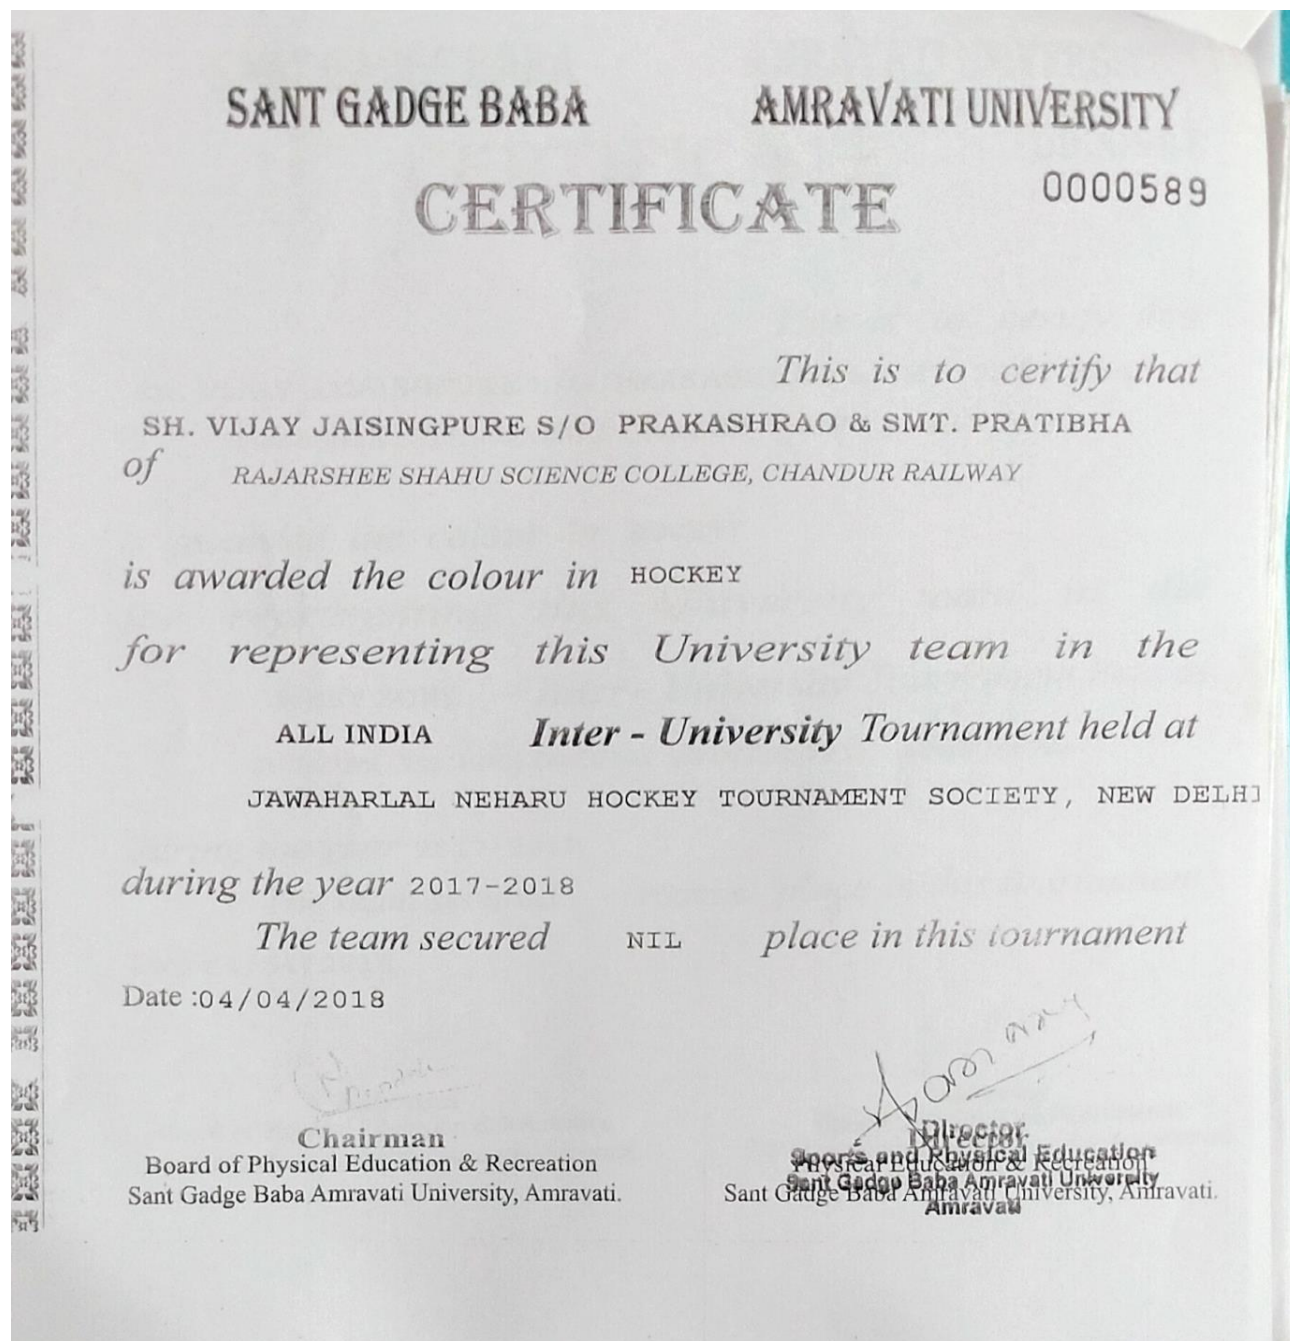 SANT GADGE BABA AMRAVATI UNIVERSITY
CERTIFICATE
0000589
This is to certify that
SH. VIJAY JAISINGPURE S/O PRAKASHRAO & SMT. PRATIBHA
of RAJARSHEE SHAHU SCIENCE COLLEGE, CHANDUR RAILWAY
is awarded the colour in HOCKEY
for representing this University team in the
ALL INDIA Inter - University Tournament held at
JAWAHARLAL NEHARU HOCKEY TOURNAMENT SOCIETY, NEW DELHI
during the year 2017-2018
The team secured NIL place in this tournament
Date :04/04/2018
Chairman
Board of Physical Education & Recreation
Sant Gadge Baba Amravati University, Amravati.
Director
Physical Education & Recreation
Sant Gadge Baba Amravati University, Amravati.
Director
Sports and Physical Education
Sant Gadge Baba Amravati University
Amravati